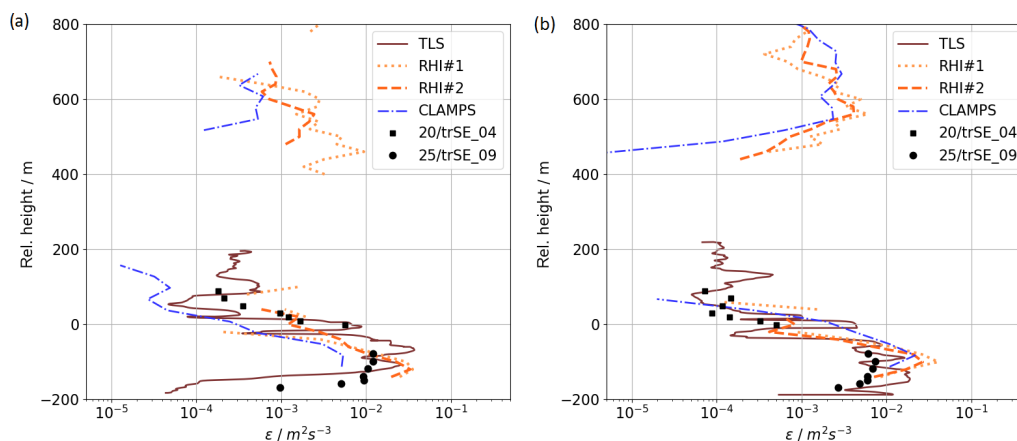 (a)
800
600
400
200
0
−200
Rel. height / m
10⁻⁵
10⁻⁴
10⁻³
10⁻²
10⁻¹
ε / m²s⁻³
TLS
RHI#1
RHI#2
CLAMPS
20/trSE_04
25/trSE_09
(b)
800
600
400
200
0
−200
Rel. height / m
10⁻⁵
10⁻⁴
10⁻³
10⁻²
10⁻¹
ε / m²s⁻³
TLS
RHI#1
RHI#2
CLAMPS
20/trSE_04
25/trSE_09